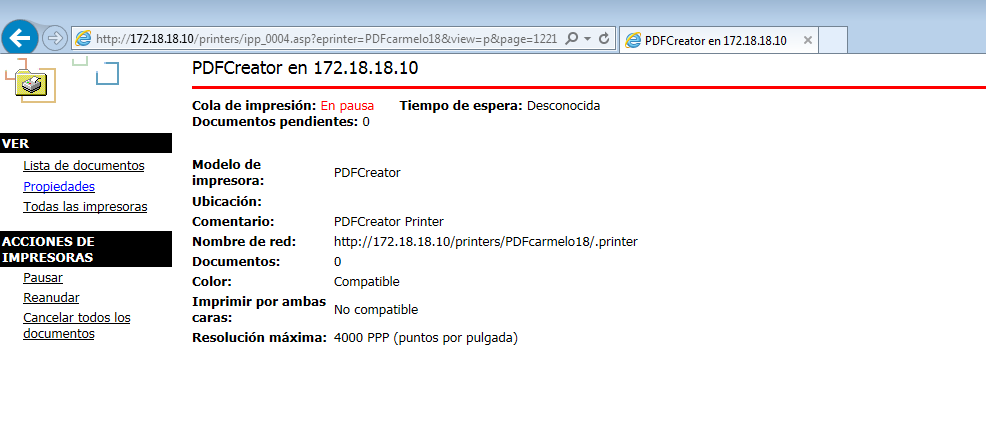 http://172.18.18.10/printers/ipp_0004.asp?eprinter=PDFcarmelo18&view=p&page=1221
PDFCreator en 172.18.18.10
PDFCreator en 172.18.18.10
Cola de impresión: En pausa Tiempo de espera: Desconocida
Documentos pendientes: 0
VER
Lista de documentos
Propiedades
Todas las impresoras
ACCIONES DE
IMPRESORAS
Pausar
Reanudar
Cancelar todos los
documentos
Modelo de
impresora: PDFCreator
Ubicación:
Comentario: PDFCreator Printer
Nombre de red: http://172.18.18.10/printers/PDFcarmelo18/.printer
Documentos: 0
Color: Compatible
Imprimir por ambas
caras: No compatible
Resolución máxima: 4000 PPP (puntos por pulgada)